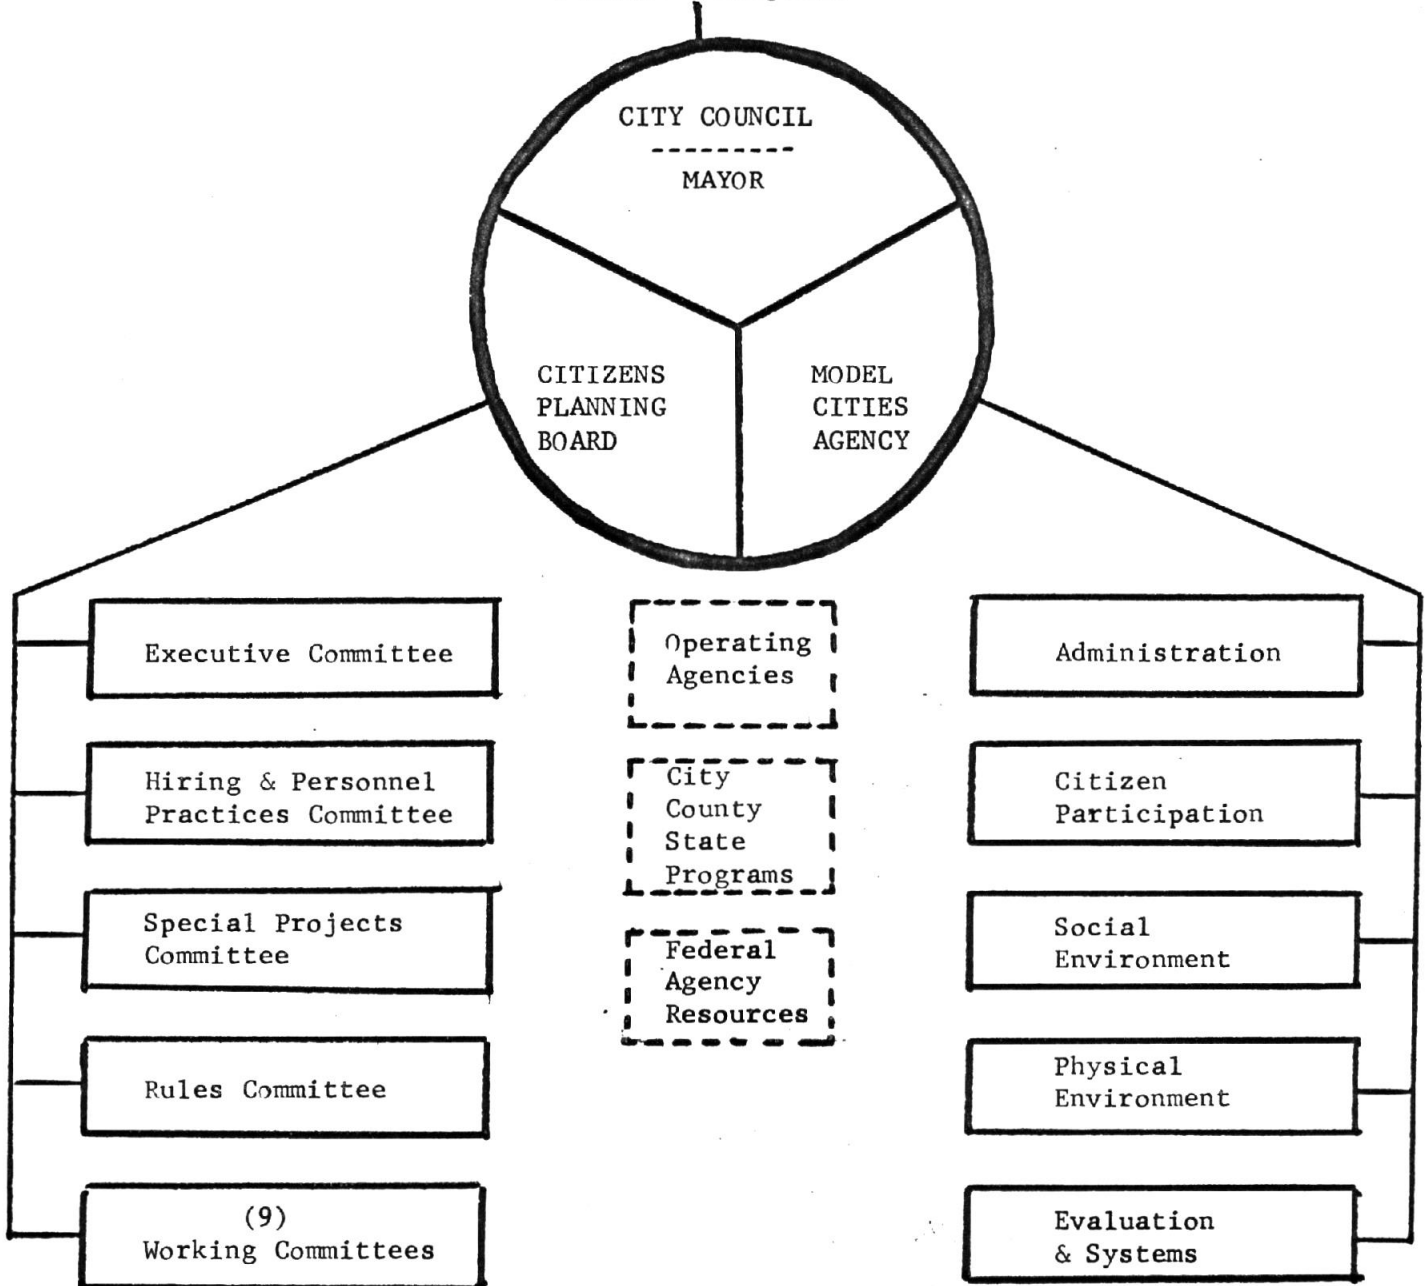 CITY COUNCIL
MAYOR
CITIZENS
PLANNING
BOARD
MODEL
CITIES
AGENCY
Executive Committee
Hiring & Personnel
Practices Committee
Special Projects
Committee
Rules Committee
(9)
Working Committees
Operating
Agencies
City
County
State
Programs
Federal
Agency
Resources
Administration
Citizen
Participation
Social
Environment
Physical
Environment
Evaluation
& Systems